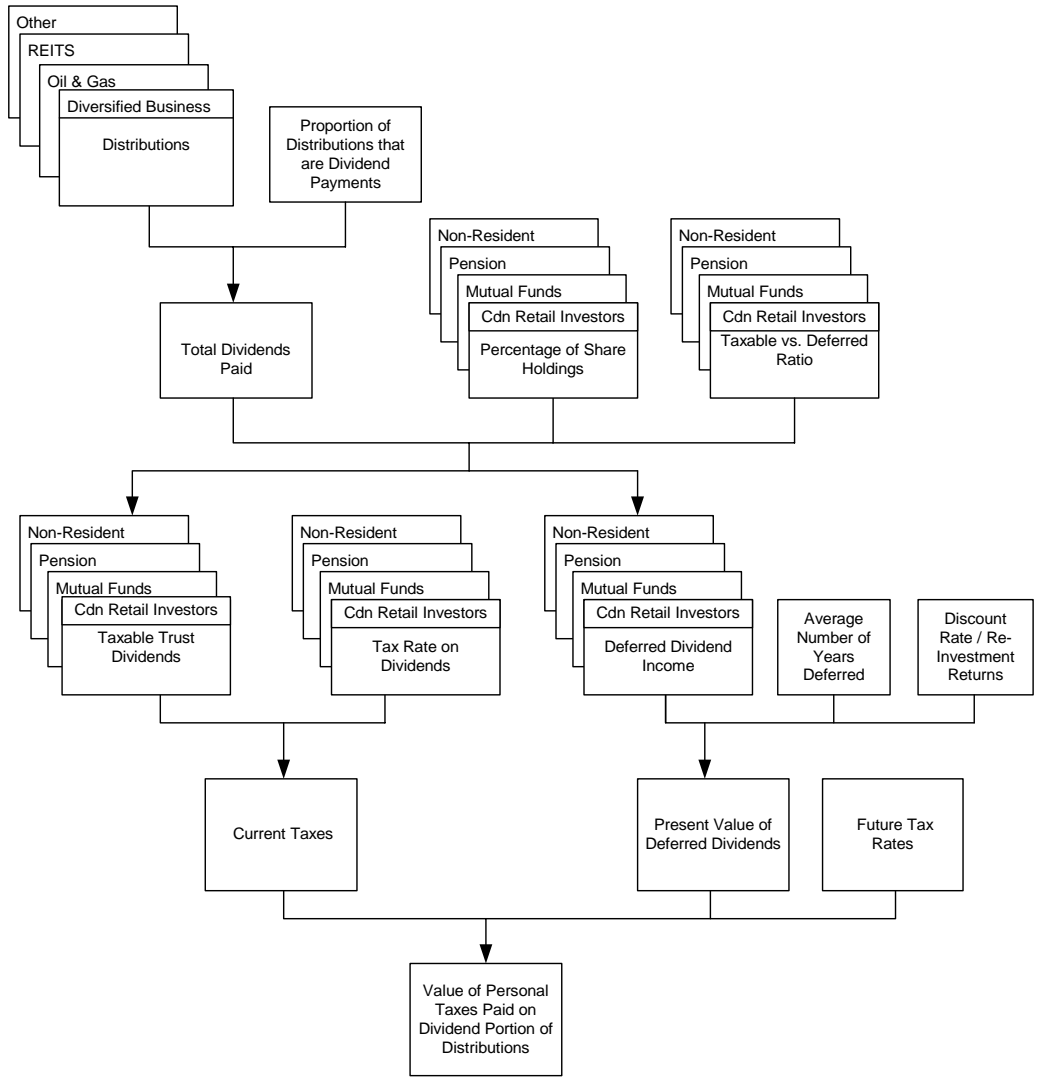 Other
REITS
Oil & Gas
Diversified Business
Distributions
Proportion of
Distributions that
are Dividend
Payments
Non-Resident
Pension
Mutual Funds
Cdn Retail Investors
Percentage of Share
Holdings
Non-Resident
Pension
Mutual Funds
Cdn Retail Investors
Taxable vs. Deferred
Ratio
Total Dividends
Paid
Non-Resident
Pension
Mutual Funds
Cdn Retail Investors
Taxable Trust
Dividends
Non-Resident
Pension
Mutual Funds
Cdn Retail Investors
Tax Rate on
Dividends
Non-Resident
Pension
Mutual Funds
Cdn Retail Investors
Deferred Dividend
Income
Average
Number of
Years
Deferred
Discount
Rate / Re-
Investment
Returns
Current Taxes
Present Value of
Deferred Dividends
Future Tax
Rates
Value of Personal
Taxes Paid on
Dividend Portion of
Distributions